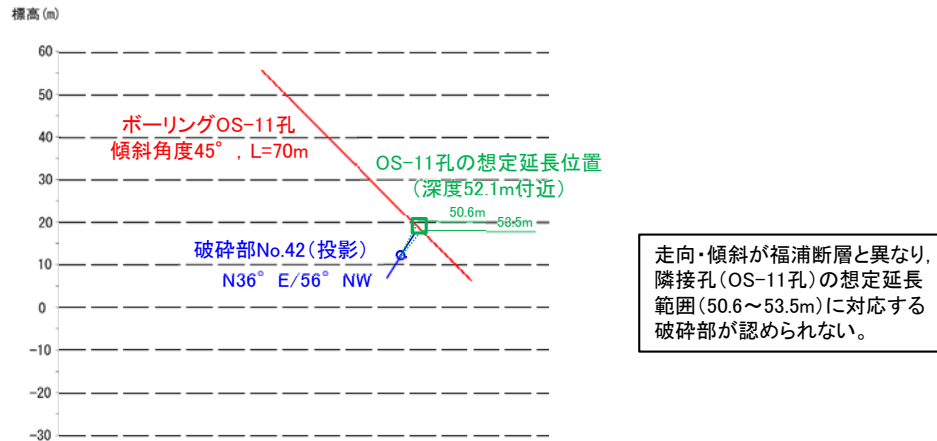 標高(m)
60
50
40
30
20
10
0
-10
-20
-30
ボーリングOS-11孔
傾斜角度45°, L=70m
OS-11孔の想定延長位置
(深度52.1m付近)
50.6m
53.5m
破砕部No.42(投影)
N36°E/56°NW
走向・傾斜が福浦断層と異なり,
隣接孔(OS-11孔)の想定延長
範囲(50.6～53.5m)に対応する
破砕部が認められない。